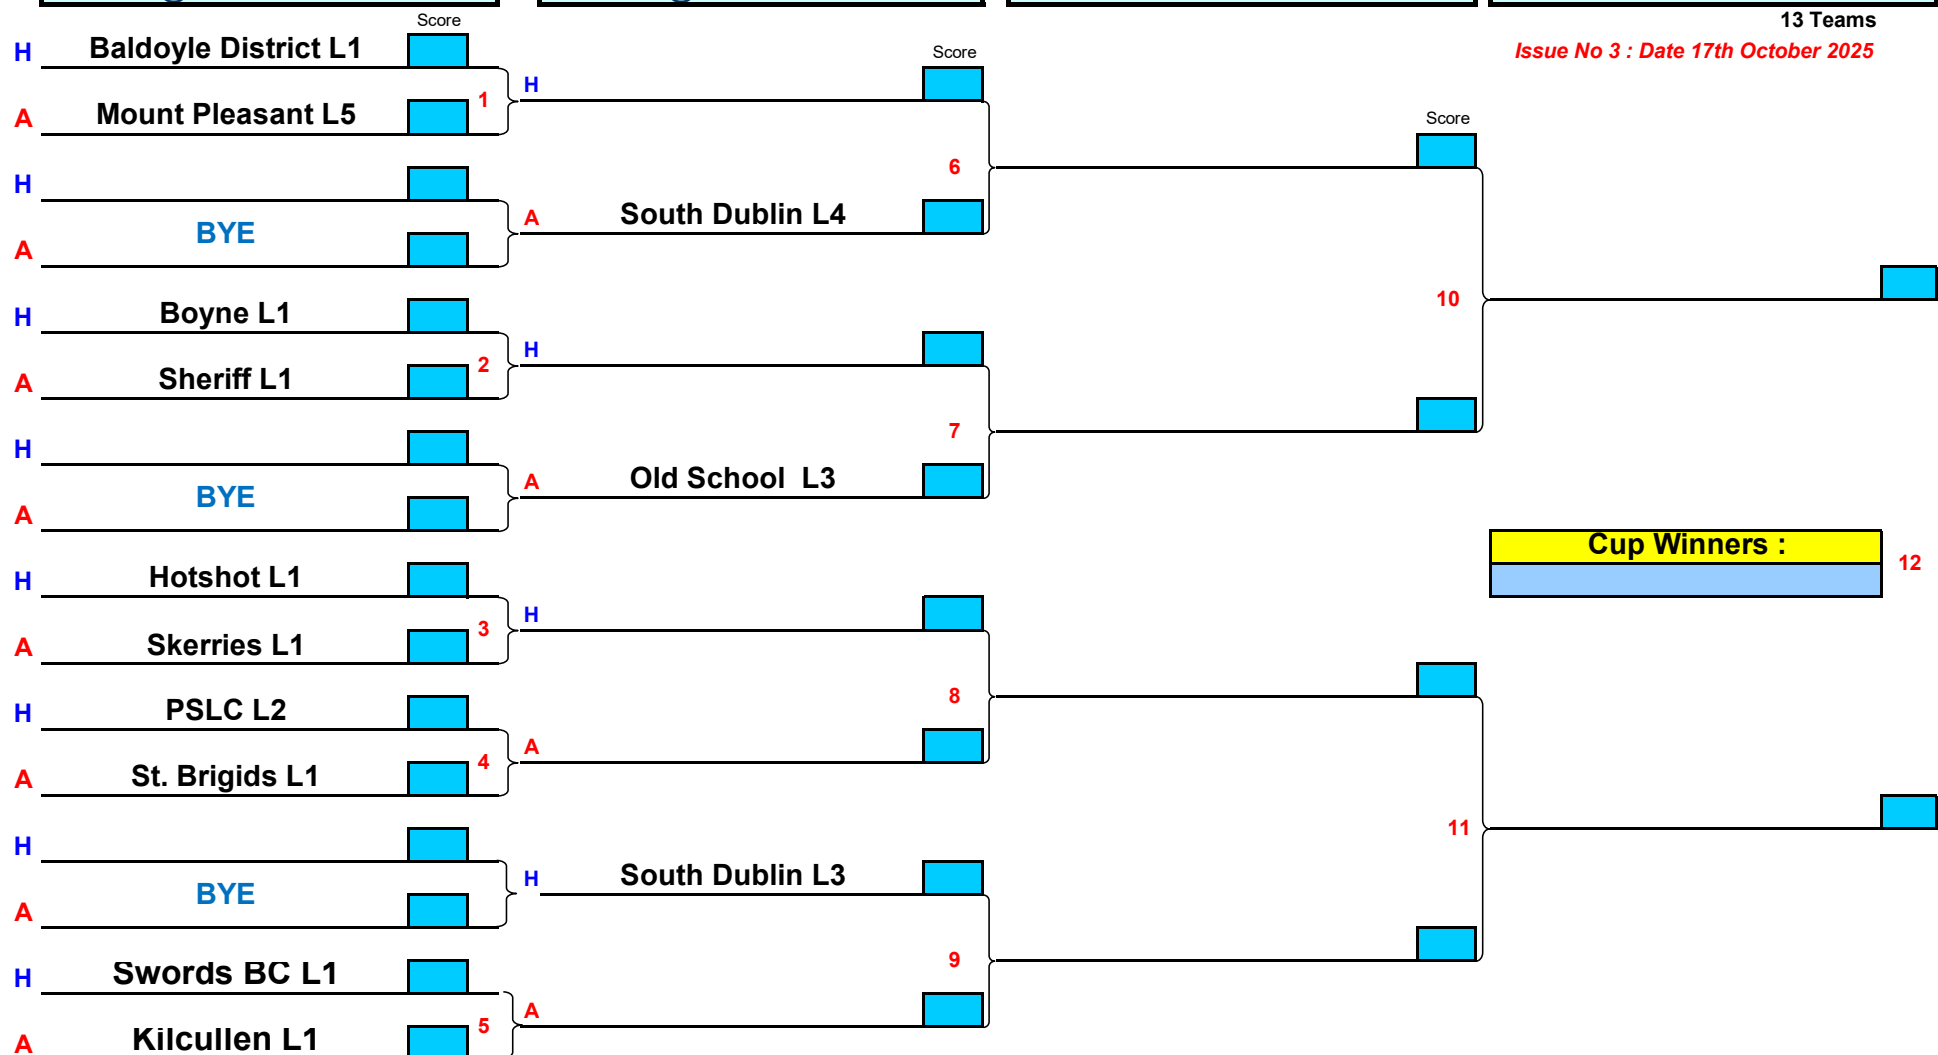 Score
13 Teams
H Baldoyle District L1
Score
Issue No 3 : Date 17th October 2025
H
1
A Mount Pleasant L5
Score
6
H
A South Dublin L4
BYE
A
10
H Boyne L1
H
2
A Sheriff L1
7
H
A Old School L3
BYE
A
Cup Winners :
12
H Hotshot L1
H
3
A Skerries L1
8
H PSLC L2
A
4
A St. Brigids L1
11
H
H South Dublin L3
BYE
A
9
H Swords BC L1
A
5
A Kilcullen L1